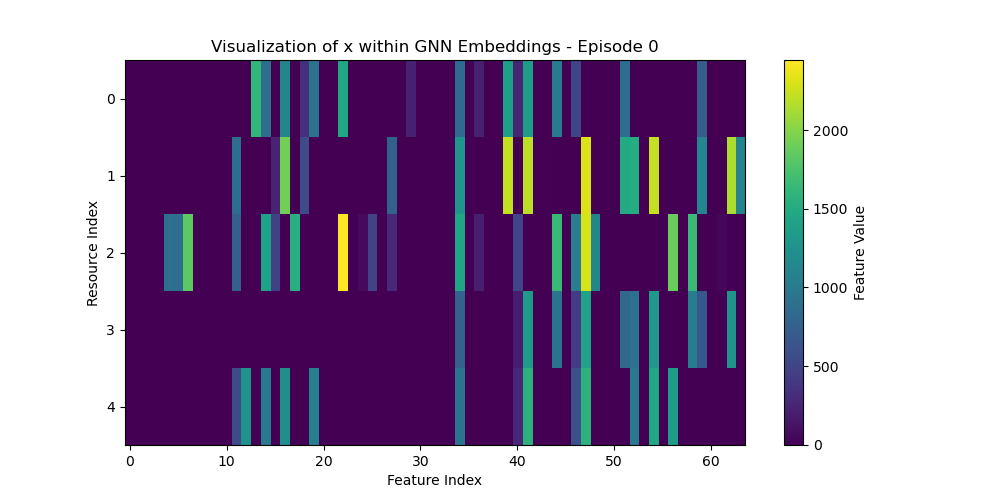 Visualization of x within GNN Embeddings - Episode 0
Resource Index
0
1
2
3
4
0 10 20 30 40 50 60
Feature Index
2000
1500
1000
500
0
Feature Value